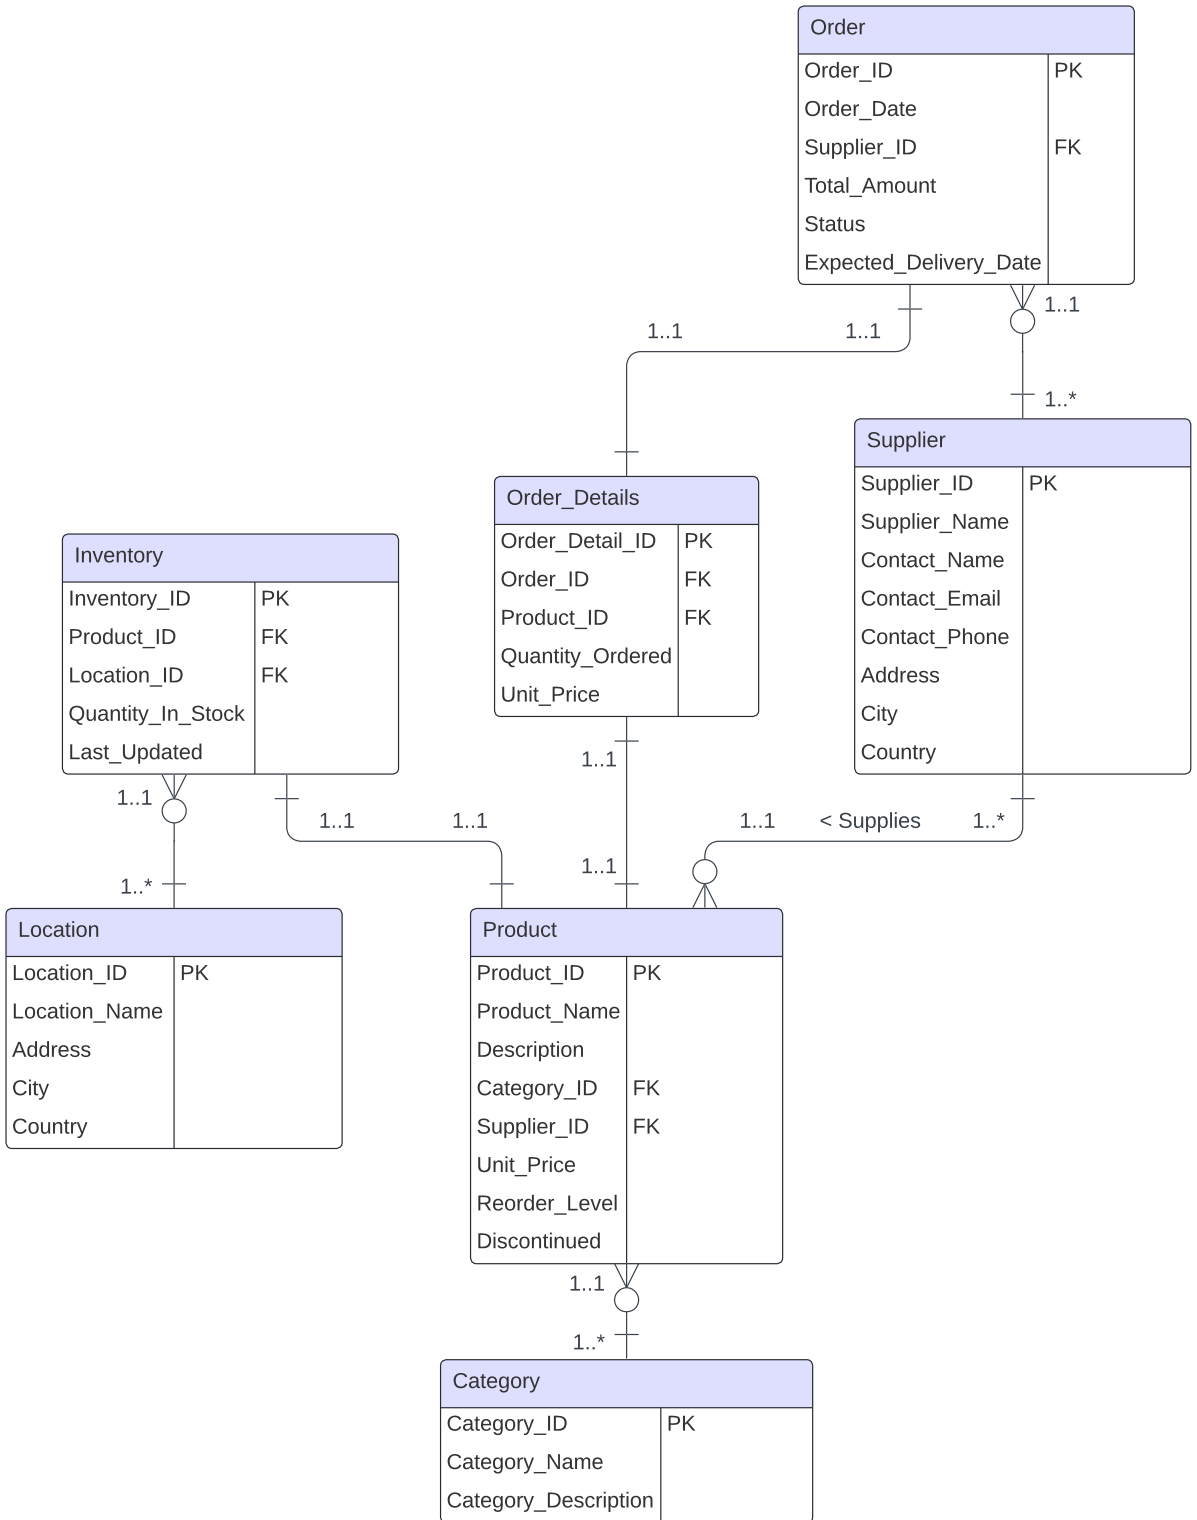 Order
Order_ID PK
Order_Date
Supplier_ID FK
Total_Amount
Status
Expected_Delivery_Date
1..1
1..1 1..1
1..*
Supplier
Supplier_ID PK
Supplier_Name
Contact_Name
Contact_Email
Contact_Phone
Address
City
Country
Order_Details
Order_Detail_ID PK
Order_ID FK
Product_ID FK
Quantity_Ordered
Unit_Price
Inventory
Inventory_ID PK
Product_ID FK
Location_ID FK
Quantity_In_Stock
Last_Updated
1..1
1..1
1..1 1..1
1..1 < Supplies 1..*
1..1
1..*
Location
Location_ID PK
Location_Name
Address
City
Country
Product
Product_ID PK
Product_Name
Description
Category_ID FK
Supplier_ID FK
Unit_Price
Reorder_Level
Discontinued
1..1
1..*
Category
Category_ID PK
Category_Name
Category_Description